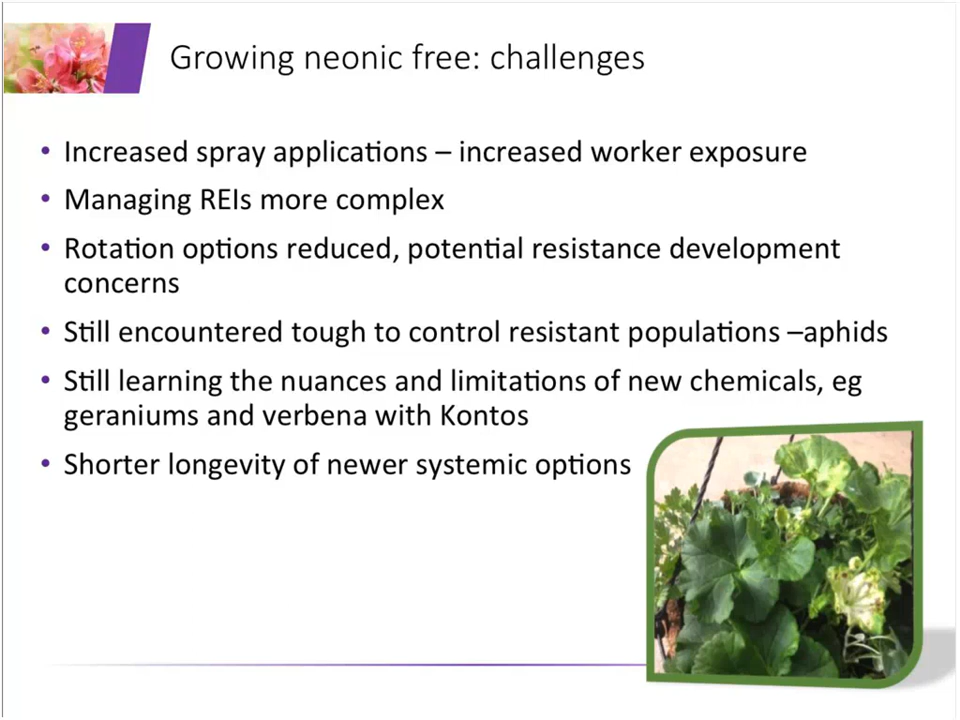 Growing neonic free: challenges
• Increased spray applications – increased worker exposure
• Managing REIs more complex
• Rotation options reduced, potential resistance development
concerns
• Still encountered tough to control resistant populations –aphids
• Still learning the nuances and limitations of new chemicals, eg
geraniums and verbena with Kontos
• Shorter longevity of newer systemic options